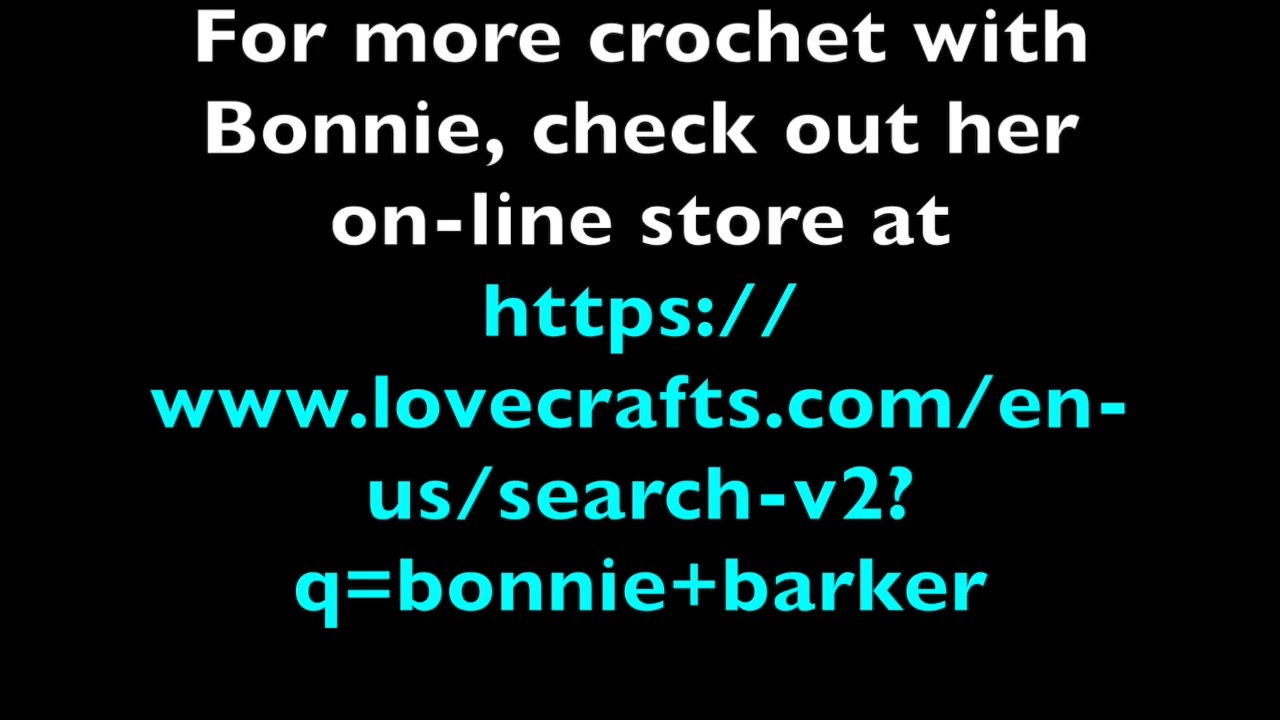 For more crochet with
Bonnie, check out her
on-line store at
https://
www.lovecrafts.com/en-
us/search-v2?
q=bonnie+barker